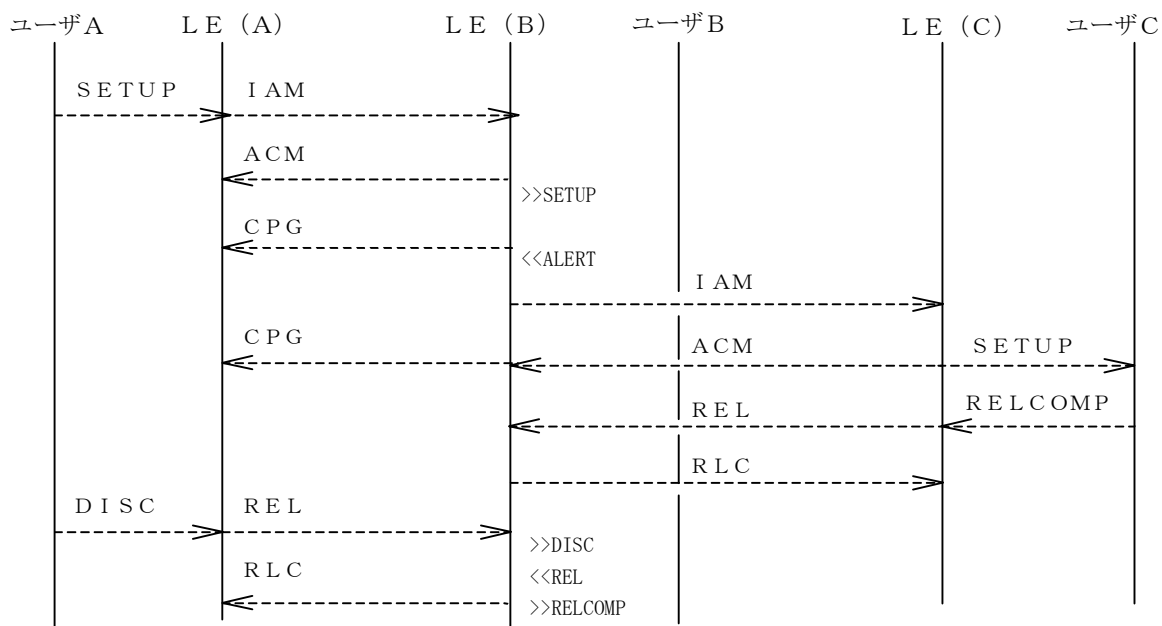 ユーザA ＬＥ（Ａ） ＬＥ（Ｂ） ユーザB ＬＥ（Ｃ） ユーザC
ＳＥＴＵＰ ＩＡＭ
ＡＣＭ
>>SETUP
ＣＰＧ
<<ALERT
ＩＡＭ
ＣＰＧ ＡＣＭ ＳＥＴＵＰ
ＲＥＬ ＲＥＬＣＯＭＰ
ＲＬＣ
ＤＩＳＣ ＲＥＬ
>>DISC
ＲＬＣ <<REL
>>RELCOMP